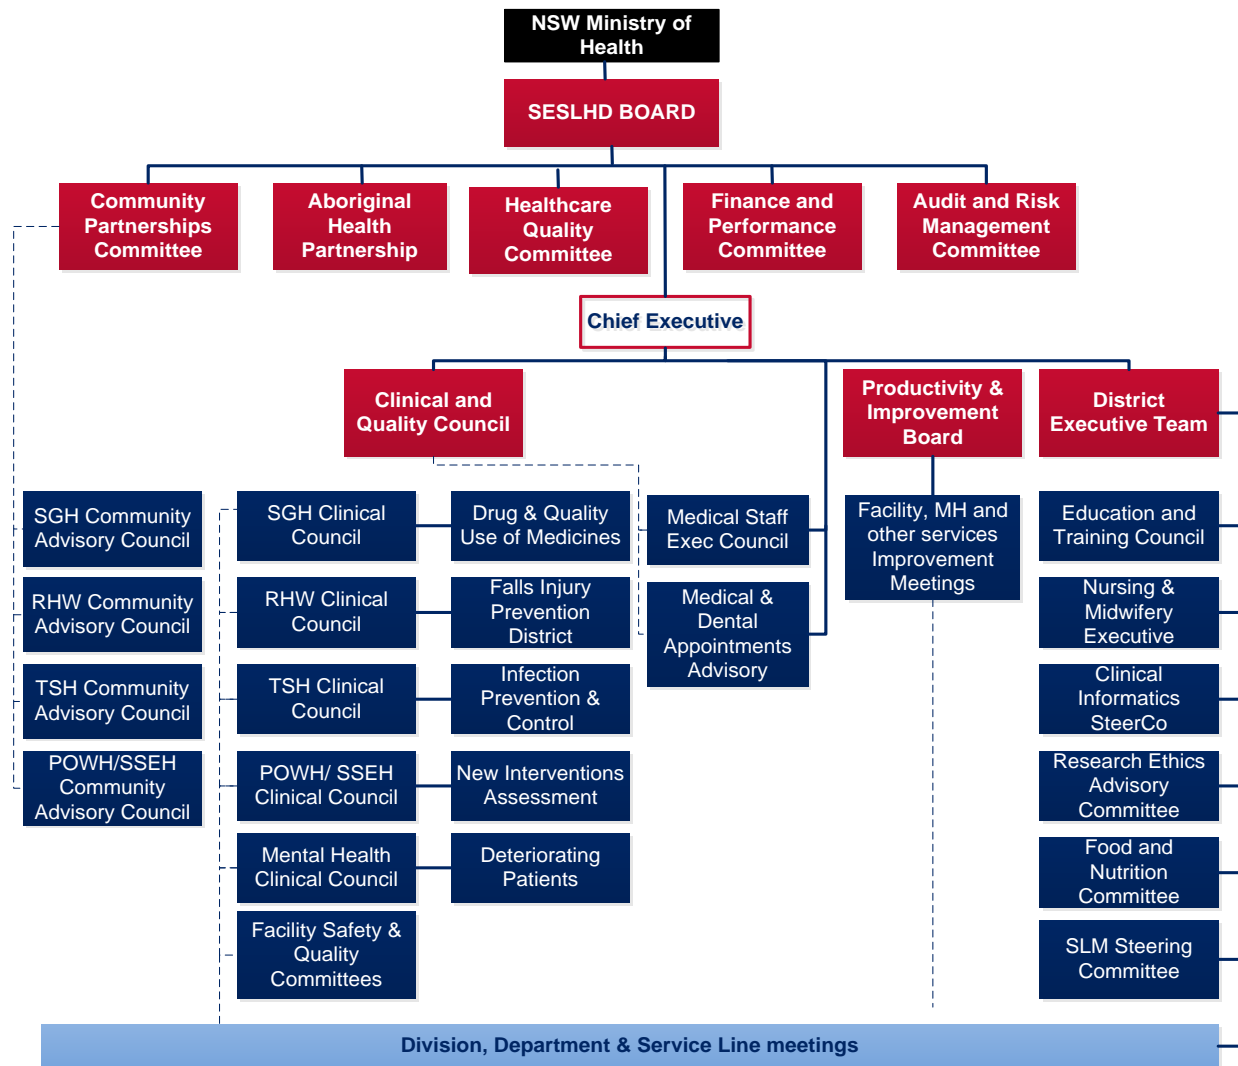 NSW Ministry of
Health
SESLHD BOARD
Community
Partnerships
Committee
Aboriginal
Health
Partnership
Healthcare
Quality
Committee
Finance and
Performance
Committee
Audit and Risk
Management
Committee
Chief Executive
Clinical and
Quality Council
Productivity &
Improvement
Board
District
Executive Team
SGH Community
Advisory Council
SGH Clinical
Council
Drug & Quality
Use of Medicines
Medical Staff
Exec Council
Facility, MH and
other services
Improvement
Meetings
Education and
Training Council
RHW Community
Advisory Council
RHW Clinical
Council
Falls Injury
Prevention
District
Medical &
Dental
Appointments
Advisory
Nursing &
Midwifery
Executive
TSH Community
Advisory Council
TSH Clinical
Council
Infection
Prevention &
Control
Clinical
Informatics
SteerCo
POWH/SSEH
Community
Advisory Council
POWH/ SSEH
Clinical Council
New Interventions
Assessment
Research Ethics
Advisory
Committee
Mental Health
Clinical Council
Deteriorating
Patients
Food and
Nutrition
Committee
Facility Safety &
Quality
Committees
SLM Steering
Committee
Division, Department & Service Line meetings